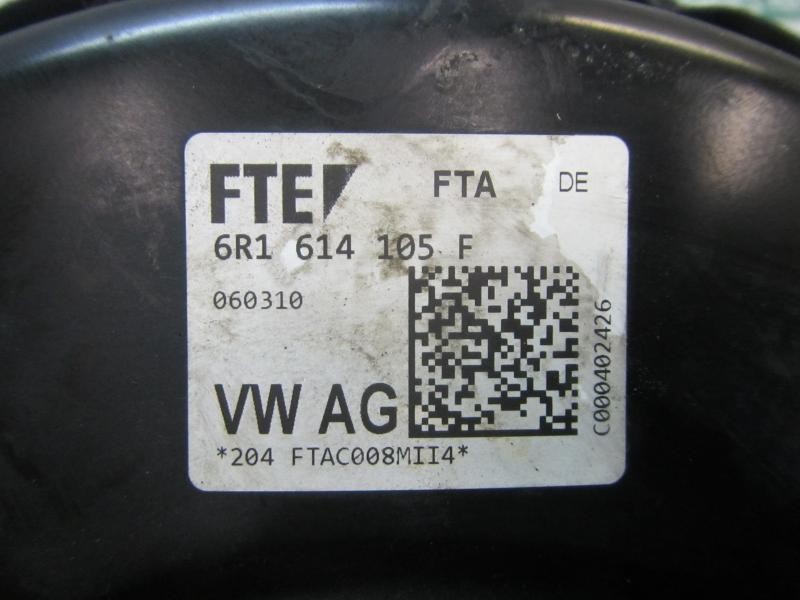 FTE FTA DE
6R1 614 105 F
060310
C000402426
VW AG
*204 FTAC008MII4*